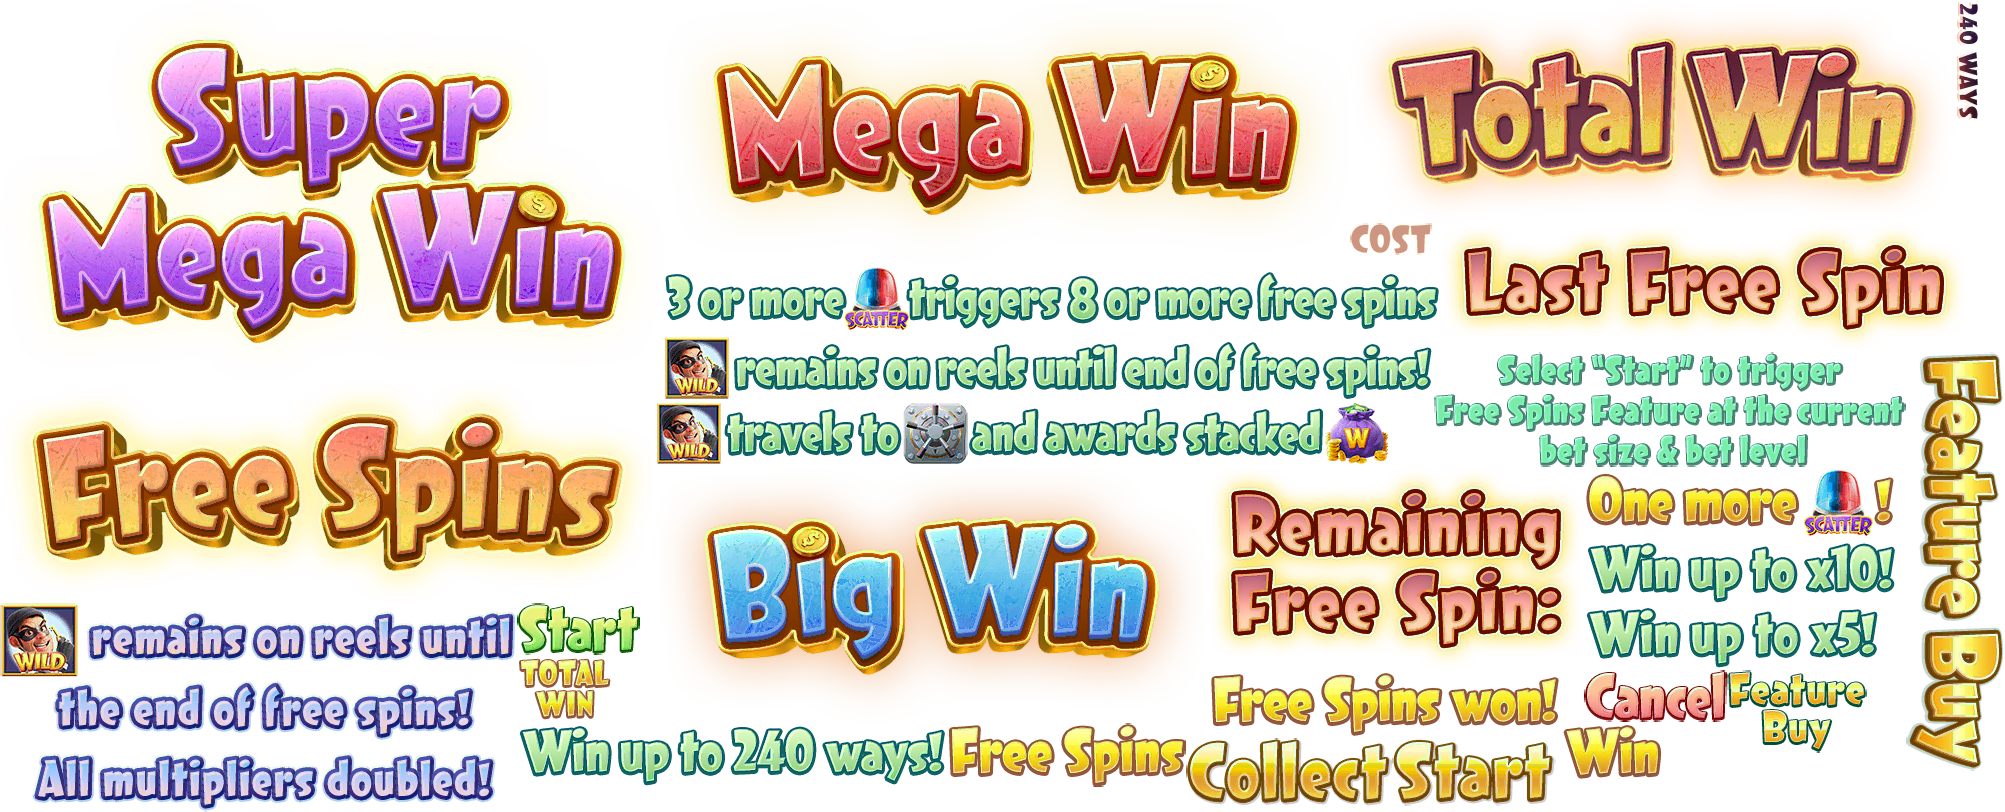 Super
Mega Win
Mega Win
Total Win
240 WAYS
COST
3 or more SCATTER triggers 8 or more free spins
WILD remains on reels until end of free spins!
WILD travels to and awards stacked W
Last Free Spin
Select "Start" to trigger
Free Spins Feature at the current
bet size & bet level
Feature Buy
Free Spins
Big Win
Remaining
Free Spin:
One more SCATTER !
Win up to x10!
Win up to x5!
WILD remains on reels until
the end of free spins!
All multipliers doubled!
Start
TOTAL
WIN
Win up to 240 ways!
Free Spins
Free Spins won!
Collect
Start
Cancel
Feature
Buy
Win